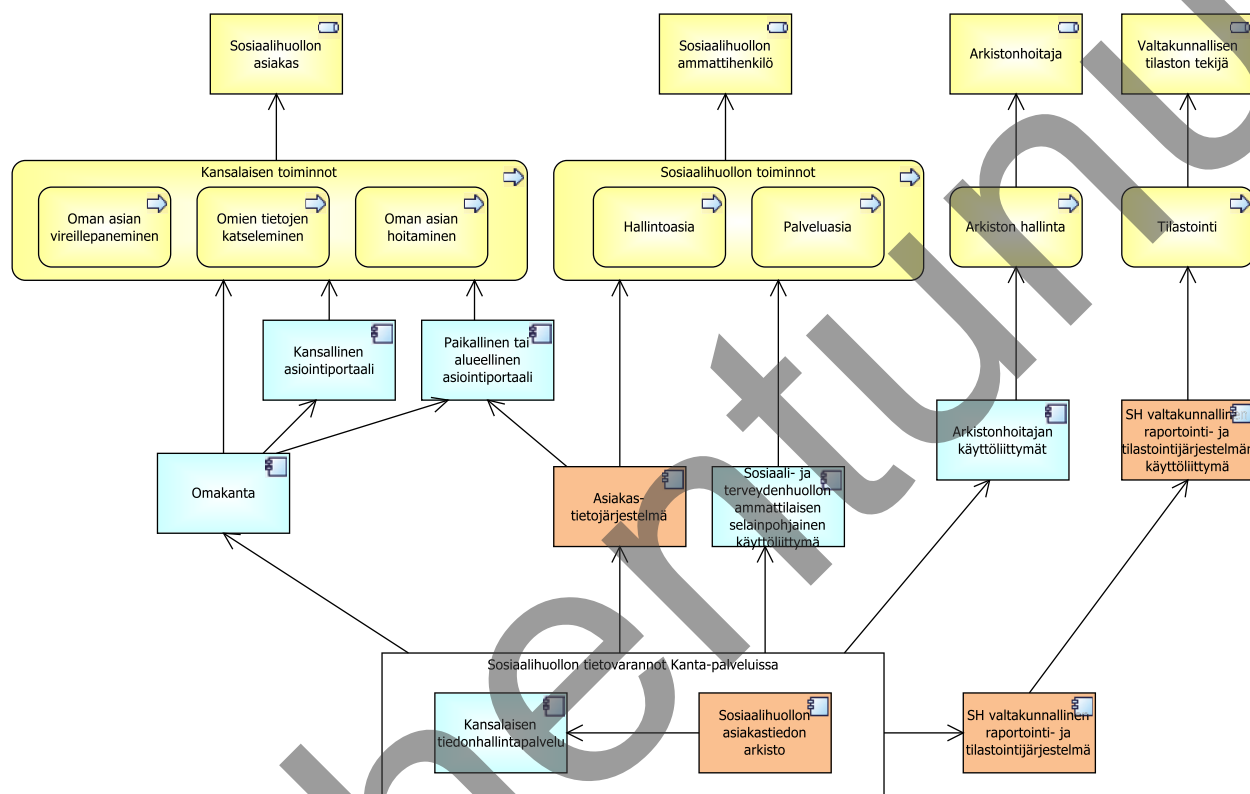 Sosiaalihuollon
asiakas
Sosiaalihuollon
ammattihenkilö
Arkistonhoitaja
Valtakunnallisen
tilaston tekijä
Kansalaisen toiminnot
Oman asian
vireillepaneminen
Omien tietojen
katseleminen
Oman asian
hoitaminen
Sosiaalihuollon toiminnot
Hallintoasia
Palveluasia
Arkiston hallinta
Tilastointi
Kansallinen
asiointiportaali
Paikallinen tai
alueellinen
asiointiportaali
Omakanta
Asiakas-
tietojärjestelmä
Sosiaali- ja
terveydenhuollon
ammattilaisen
selainpohjainen
käyttöliittymä
Arkistonhoitajan
käyttöliittymät
SH valtakunnallinen
raportointi- ja
tilastointijärjestelmän
käyttöliittymä
Sosiaalihuollon tietovarannot Kanta-palveluissa
Kansalaisen
tiedonhallintapalvelu
Sosiaalihuollon
asiakastiedon
arkisto
SH valtakunnallinen
raportointi- ja
tilastointijärjestelmä
hentunu